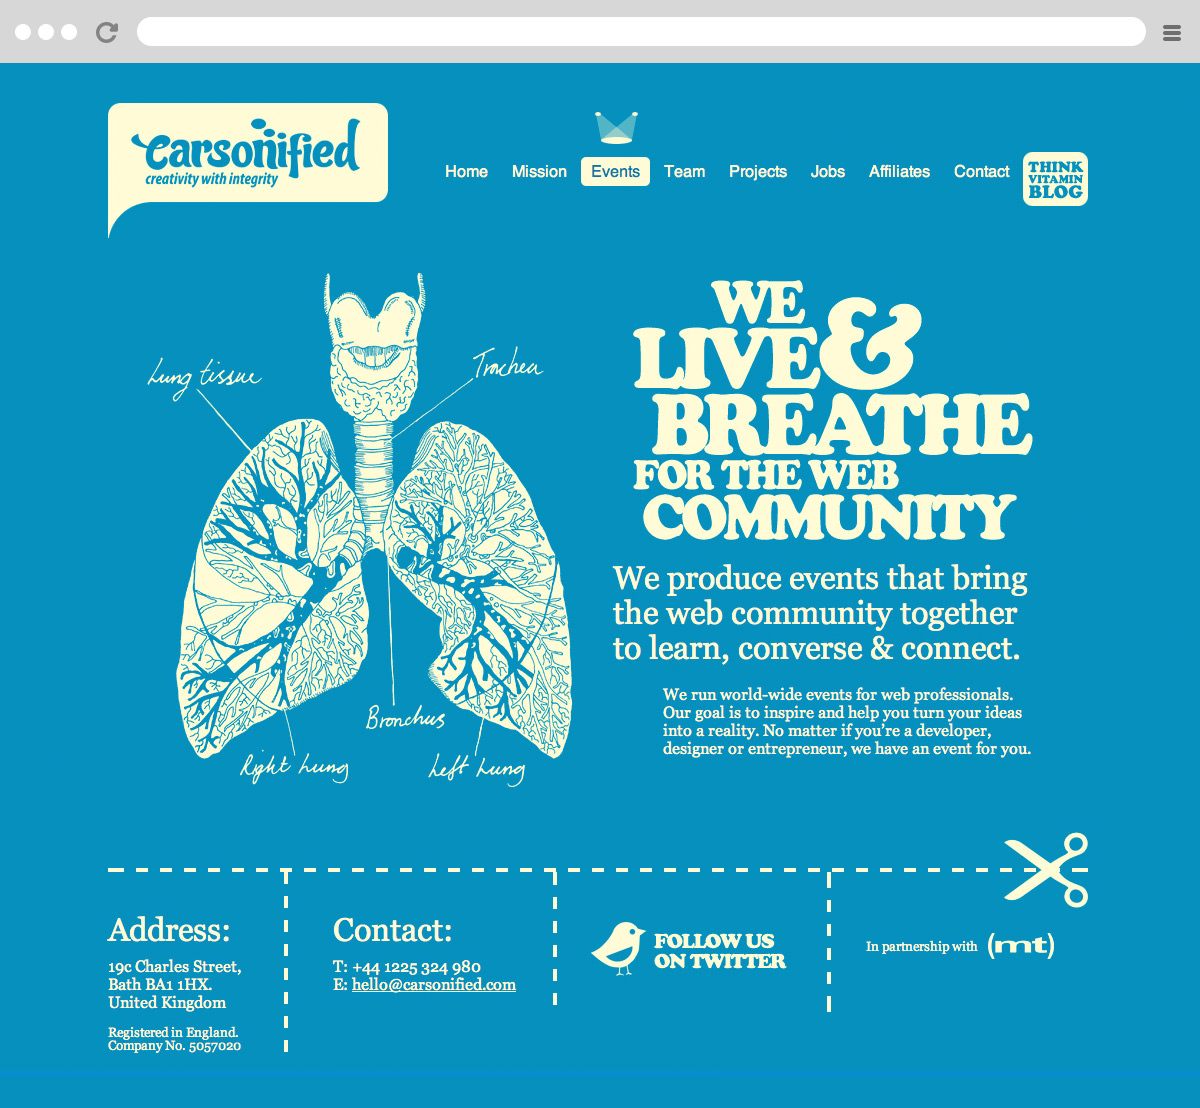 Carsonified
creativity with integrity
Home Mission Events Team Projects Jobs Affiliates Contact
THINK
VITAMIN
BLOG
Lung tissue
Trachea
Bronchus
Right Lung
Left Lung
WE
LIVE &
BREATHE
FOR THE WEB
COMMUNITY
We produce events that bring
the web community together
to learn, converse & connect.
We run world-wide events for web professionals.
Our goal is to inspire and help you turn your ideas
into a reality. No matter if you’re a developer,
designer or entrepreneur, we have an event for you.
Address:
19c Charles Street,
Bath BA1 1HX.
United Kingdom
Registered in England.
Company No. 5057020
Contact:
T: +44 1225 324 980
E: hello@carsonified.com
FOLLOW US
ON TWITTER
In partnership with (mt)